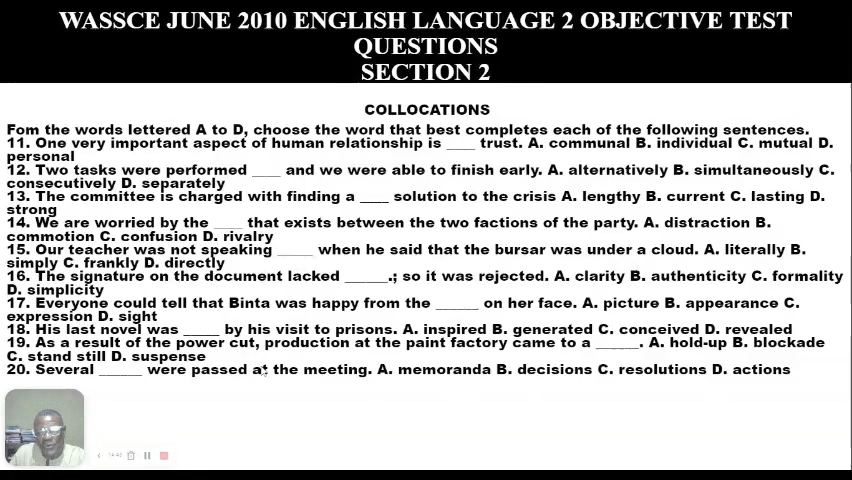 WASSCE JUNE 2010 ENGLISH LANGUAGE 2 OBJECTIVE TEST
QUESTIONS
SECTION 2
COLLOCATIONS
Fom the words lettered A to D, choose the word that best completes each of the following sentences.
11. One very important aspect of human relationship is ____ trust. A. communal B. individual C. mutual D.
personal
12. Two tasks were performed ____ and we were able to finish early. A. alternatively B. simultaneously C.
consecutively D. separately
13. The committee is charged with finding a ____ solution to the crisis A. lengthy B. current C. lasting D.
strong
14. We are worried by the ____ that exists between the two factions of the party. A. distraction B.
commotion C. confusion D. rivalry
15. Our teacher was not speaking _____ when he said that the bursar was under a cloud. A. literally B.
simply C. frankly D. directly
16. The signature on the document lacked ______.; so it was rejected. A. clarity B. authenticity C. formality
D. simplicity
17. Everyone could tell that Binta was happy from the ______ on her face. A. picture B. appearance C.
expression D. sight
18. His last novel was _____ by his visit to prisons. A. inspired B. generated C. conceived D. revealed
19. As a result of the power cut, production at the paint factory came to a ______. A. hold-up B. blockade
C. stand still D. suspense
20. Several ______ were passed at the meeting. A. memoranda B. decisions C. resolutions D. actions